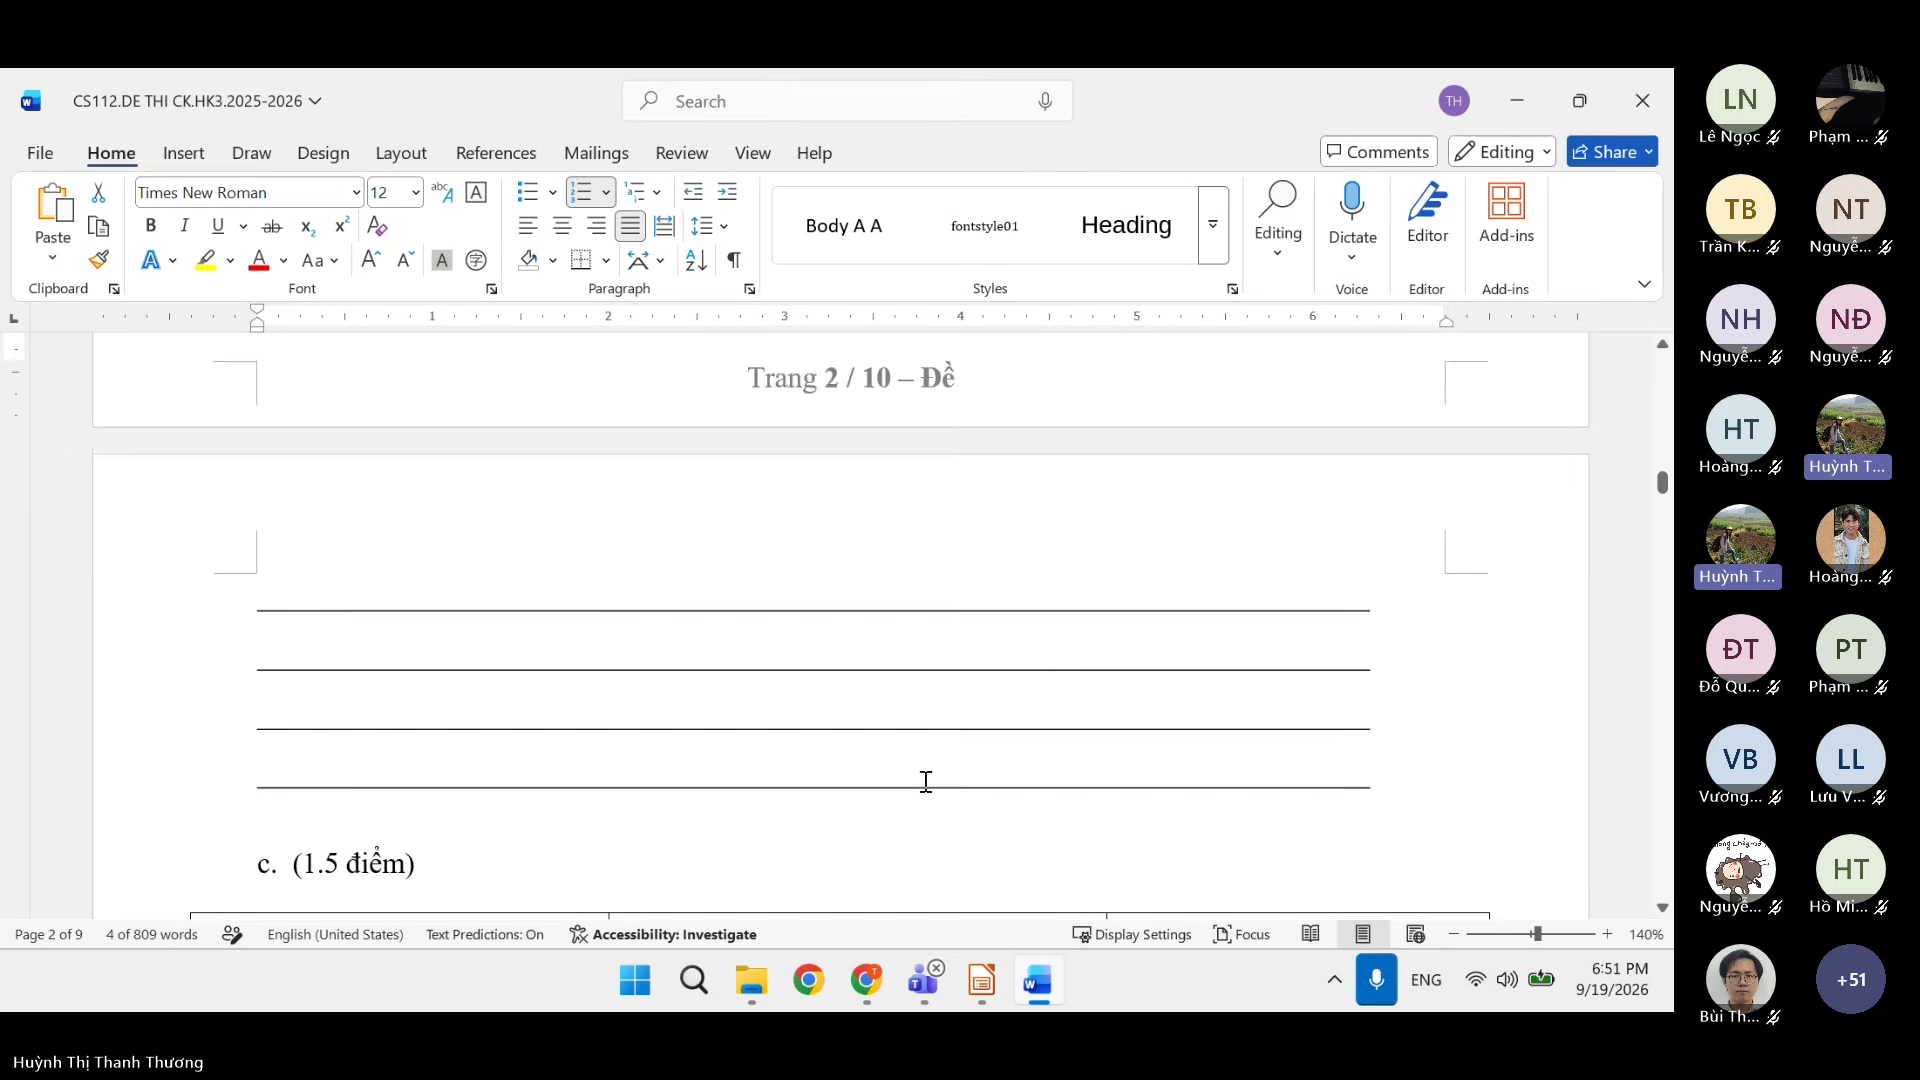 CS112.DE THI CK.HK3.2025-2026
Search
TH
File Home Insert Draw Design Layout References Mailings Review View Help
Comments Editing Share
Paste
Clipboard
Times New Roman 12
Font
Paragraph
Body A A fontstyle01 Heading
Styles
Editing
Dictate
Voice
Editor
Editor
Add-ins
Add-ins
1 2 3 4 5 6
Trang 2 / 10 – Đề
c. (1.5 điểm)
Page 2 of 9 4 of 809 words English (United States) Text Predictions: On Accessibility: Investigate Display Settings Focus 140%
ENG
6:51 PM
9/19/2026
LN
Lê Ngọc
Phạm ...
TB
Trần K...
NT
Nguyễ...
NH
Nguyễ...
NĐ
Nguyễ...
HT
Hoàng...
Huỳnh T...
Huỳnh T...
Hoàng...
ĐT
Đỗ Qu...
PT
Phạm ...
VB
Vương...
LL
Lưu V...
Nguyễ...
HT
Hồ Mi...
Bùi Th...
+51
Huỳnh Thị Thanh Thương